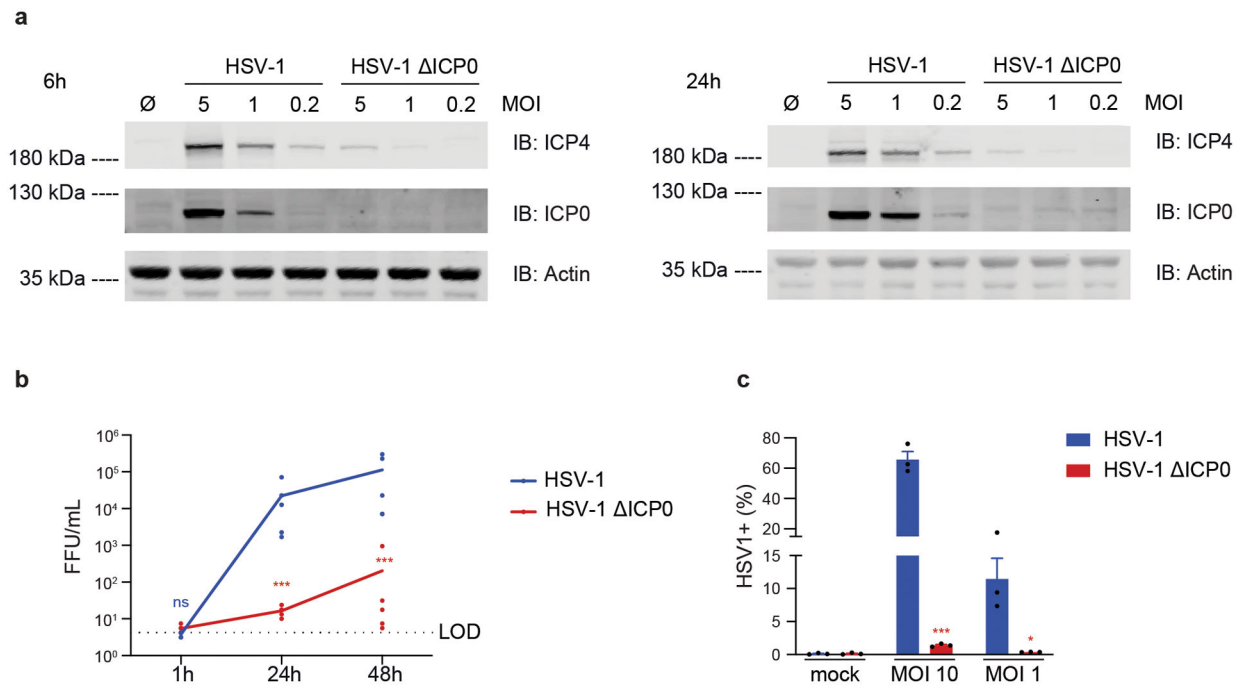 a
6h
HSV-1 HSV-1 ΔICP0
Ø 5 1 0.2 5 1 0.2 MOI
180 kDa ---- IB: ICP4
130 kDa ---- IB: ICP0
35 kDa ---- IB: Actin
24h
HSV-1 HSV-1 ΔICP0
Ø 5 1 0.2 5 1 0.2 MOI
180 kDa ---- IB: ICP4
130 kDa ---- IB: ICP0
35 kDa ---- IB: Actin
b
FFU/mL
10⁶
10⁵
10⁴
10³
10²
10¹
10⁰
ns
***
***
LOD
1h 24h 48h
HSV-1
HSV-1 ΔICP0
c
HSV1+ (%)
80
60
40
20
15
10
5
0
***
*
mock MOI 10 MOI 1
HSV-1
HSV-1 ΔICP0